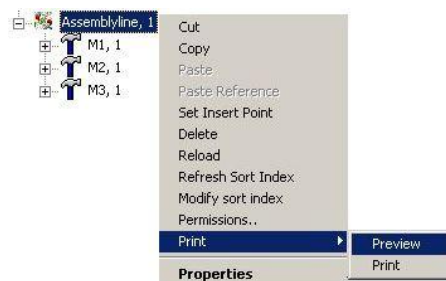 Assemblyline, 1
M1, 1
M2, 1
M3, 1
Cut
Copy
Paste
Paste Reference
Set Insert Point
Delete
Reload
Refresh Sort Index
Modify sort index
Permissions..
Print
Properties
Preview
Print